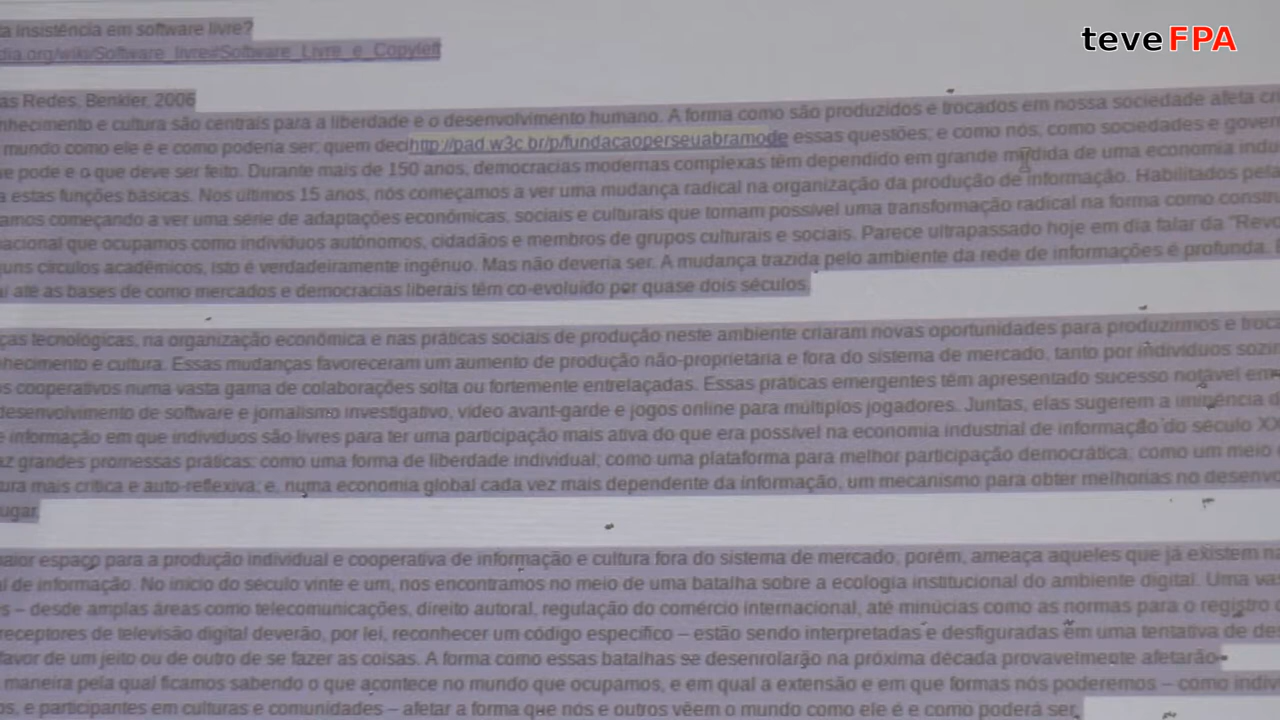 teveFPA
ta insistência em software livre?
dia.org/wiki/Software_livre#Software_Livre_e_Copyleft
as Redes, Benkler, 2006
nhecimento e cultura são centrais para a liberdade e o desenvolvimento humano. A forma como são produzidos e trocados em nossa sociedade afeta
mundo como ele é e como poderia ser; quem decihttp://pad.w3c.br/p/fundacaoperseuabramode essas questões; e como nós, como sociedades e gover
e pode e o que deve ser feito. Durante mais de 150 anos, democracias modernas complexas têm dependido em grande medida de uma economia indu
a estas funções básicas. Nos últimos 15 anos, nós começamos a ver uma mudança radical na organização da produção de informação. Habilitados pela
amos começando a ver uma série de adaptações econômicas, sociais e culturais que tornam possível uma transformação radical na forma como constr
nacional que ocupamos como indivíduos autônomos, cidadãos e membros de grupos culturais e sociais. Parece ultrapassado hoje em dia falar da "Revo
guns círculos acadêmicos, isto é verdadeiramente ingênuo. Mas não deveria ser. A mudança trazida pelo ambiente da rede de informações é profunda.
ai até as bases de como mercados e democracias liberais têm co-evoluído por quase dois séculos.
ças tecnológicas, na organização econômica e nas práticas sociais de produção neste ambiente criaram novas oportunidades para produzirmos e troca
nhecimento e cultura. Essas mudanças favoreceram um aumento de produção não-proprietária e fora do sistema de mercado, tanto por indivíduos sozin
os cooperativos numa vasta gama de colaborações solta ou fortemente entrelaçadas. Essas práticas emergentes têm apresentado sucesso notável em
desenvolvimento de software e jornalismo investigativo, vídeo avant-garde e jogos online para múltiplos jogadores. Juntas, elas sugerem a iminência d
e informação em que indivíduos são livres para ter uma participação mais ativa do que era possível na economia industrial de informação do século XX
az grandes promessas práticas: como uma forma de liberdade individual; como uma plataforma para melhor participação democrática; como um meio
tura mais crítica e auto-reflexiva; e, numa economia global cada vez mais dependente da informação, um mecanismo para obter melhorias no desenvo
ugar.
maior espaço para a produção individual e cooperativa de informação e cultura fora do sistema de mercado, porém, ameaça aqueles que já existem na
al de informação. No início do século vinte e um, nos encontramos no meio de uma batalha sobre a ecologia institucional do ambiente digital. Uma vas
s – desde amplas áreas como telecomunicações, direito autoral, regulação do comércio internacional, até minúcias como as normas para o registro
receptores de televisão digital deverão, por lei, reconhecer um código específico – estão sendo interpretadas e desfiguradas em uma tentativa de de
favor de um jeito ou de outro de se fazer as coisas. A forma como essas batalhas se desenrolarão na próxima década provavelmente afetarão
maneira pela qual ficamos sabendo o que acontece no mundo que ocupamos, e em qual a extensão e em que formas nós poderemos – como indiv
os, e participantes em culturas e comunidades – afetar a forma que nós e outros vêem o mundo como ele é e como poderá ser.